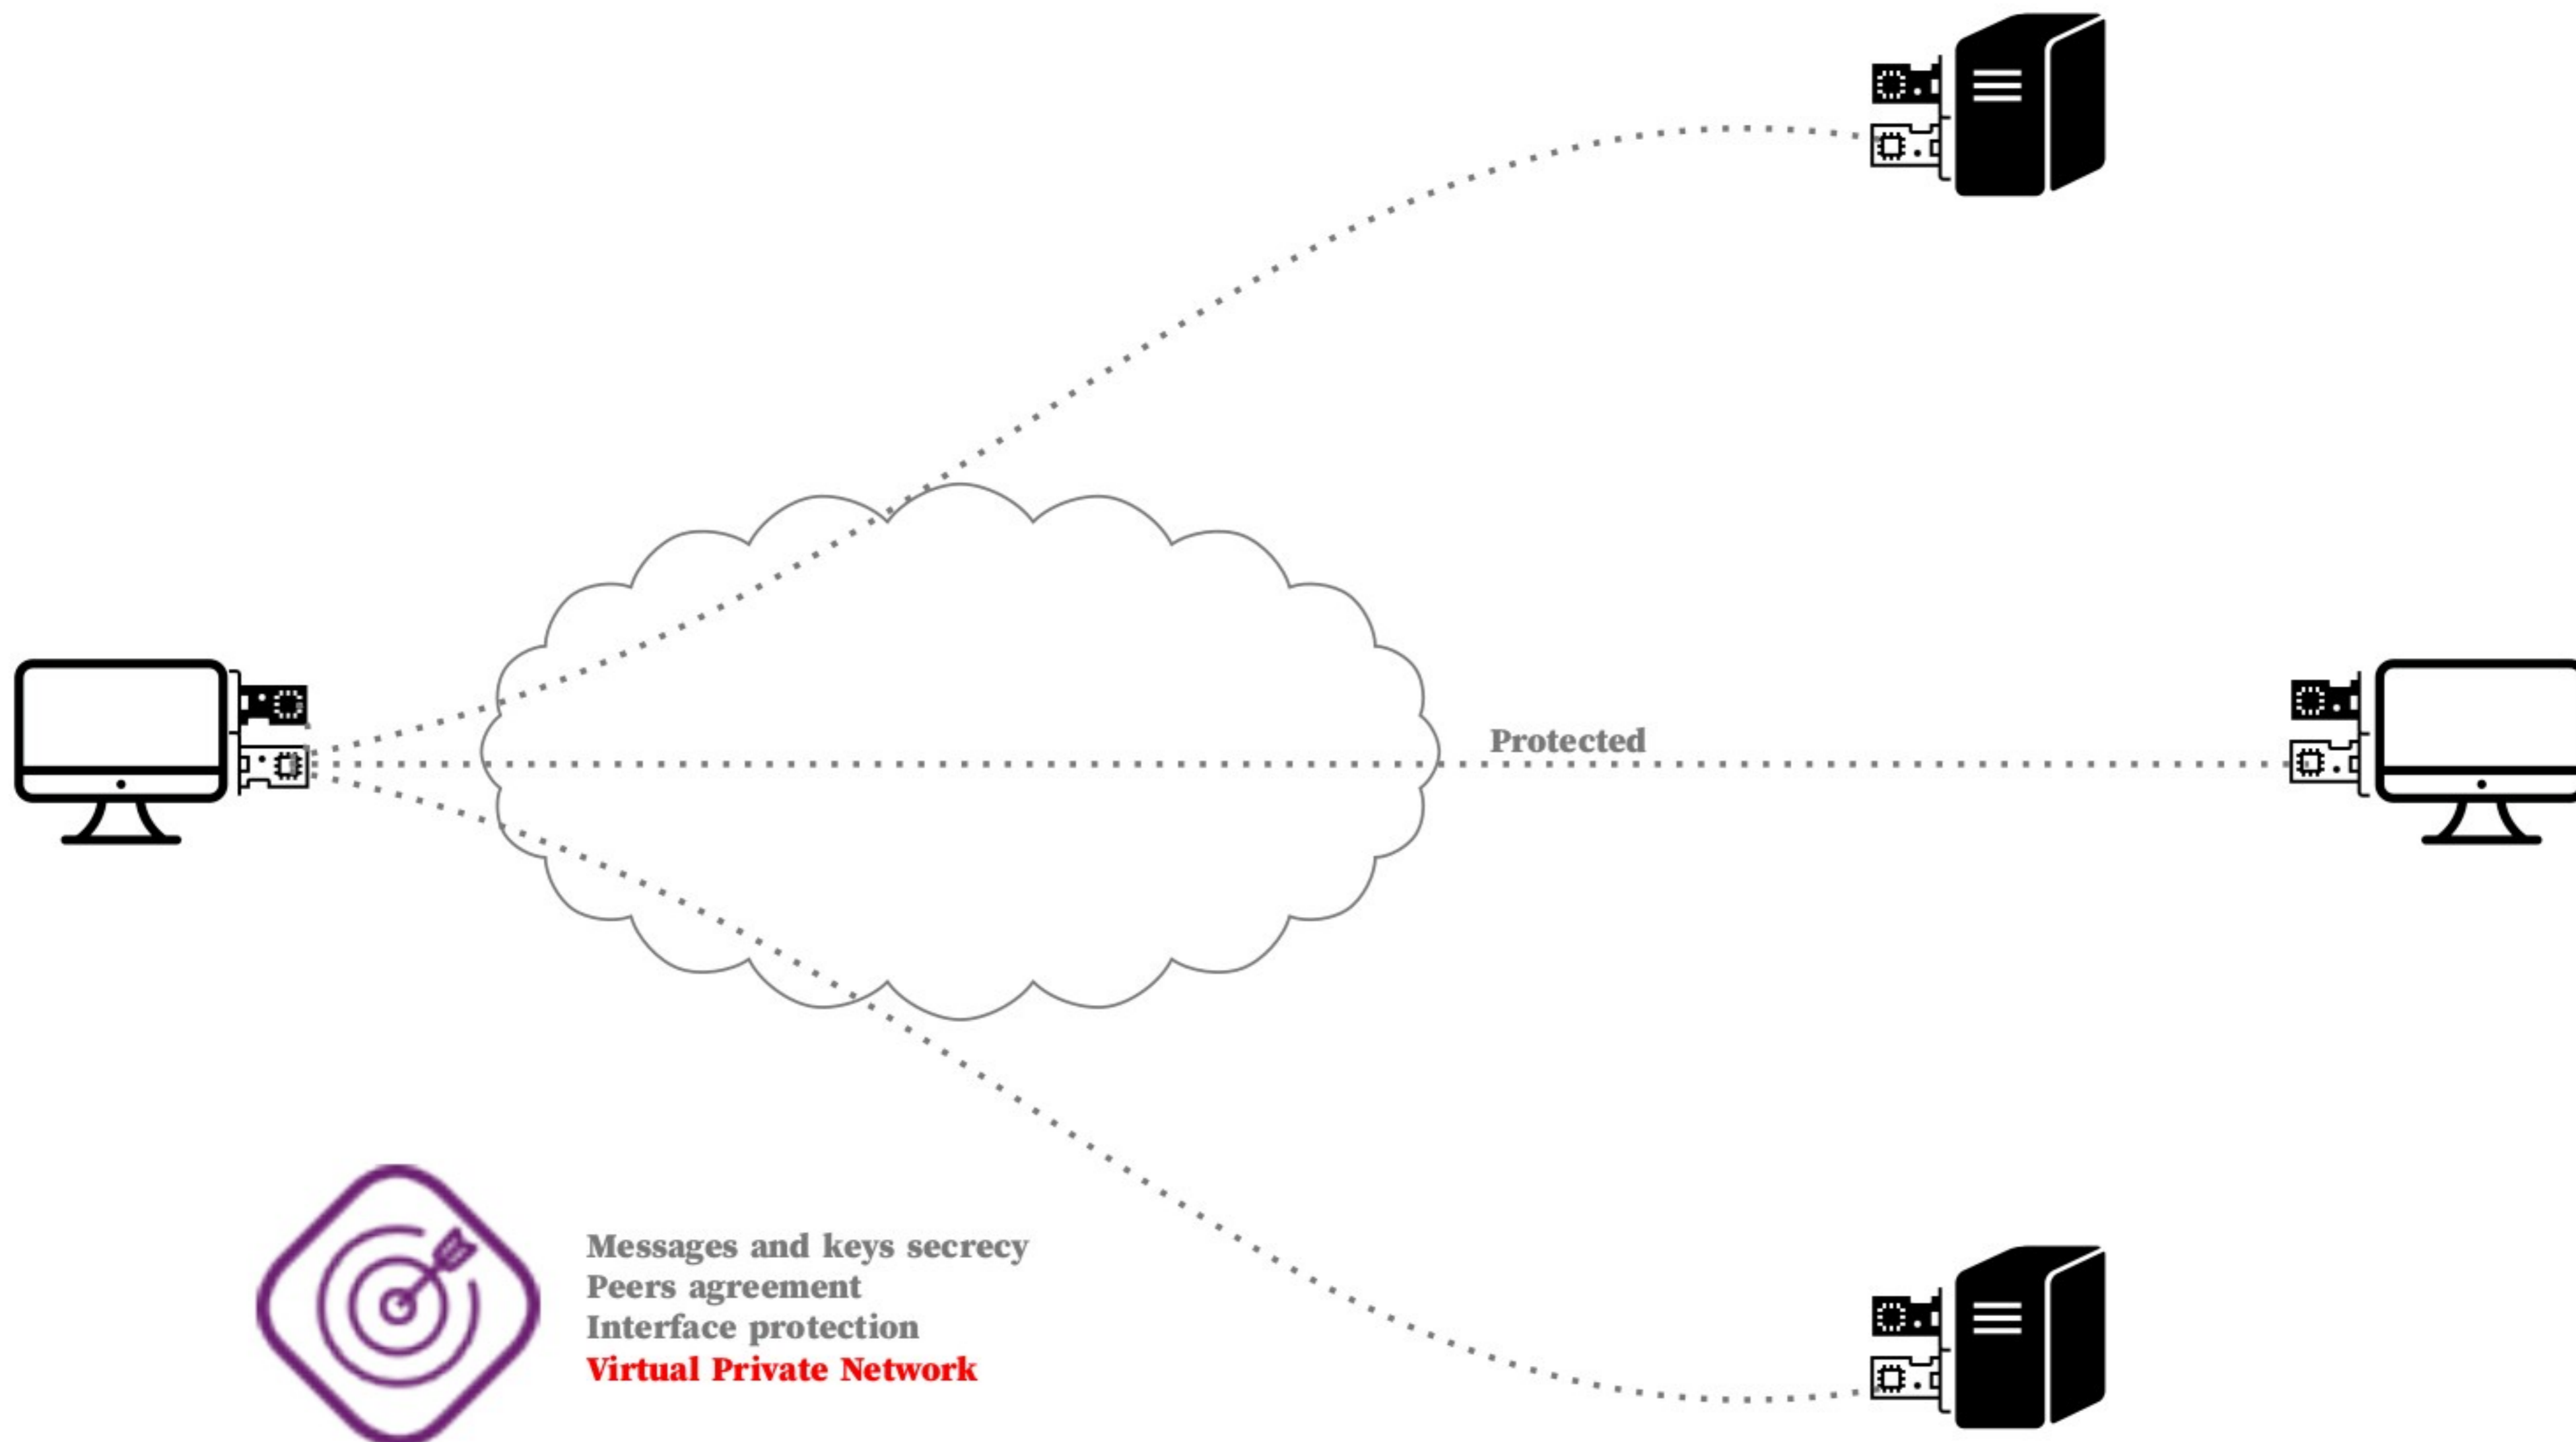 Protected
Messages and keys secrecy
Peers agreement
Interface protection
Virtual Private Network